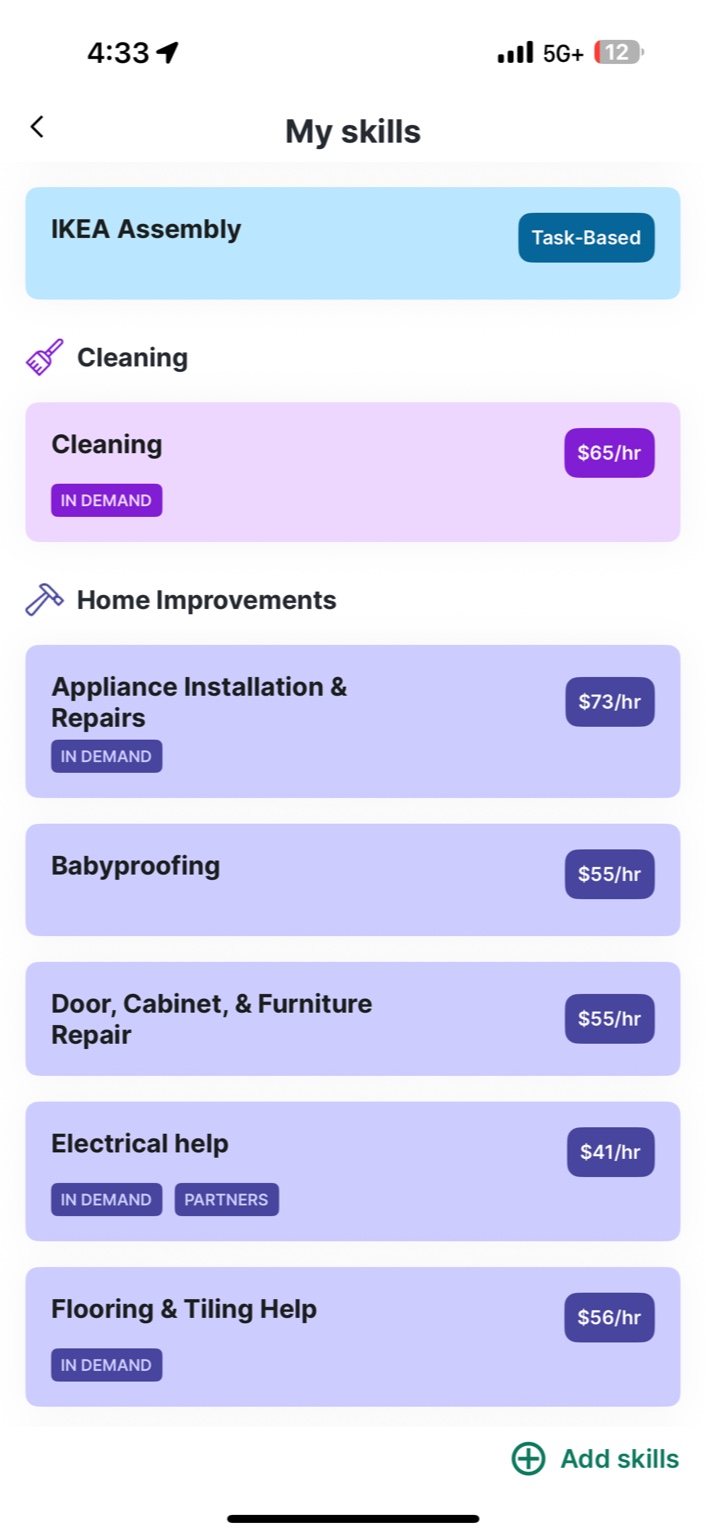 4:33
5G+ 12
My skills
IKEA Assembly
Task-Based
Cleaning
Cleaning
$65/hr
IN DEMAND
Home Improvements
Appliance Installation &
Repairs
$73/hr
IN DEMAND
Babyproofing
$55/hr
Door, Cabinet, & Furniture
Repair
$55/hr
Electrical help
$41/hr
IN DEMAND PARTNERS
Flooring & Tiling Help
$56/hr
IN DEMAND
Add skills